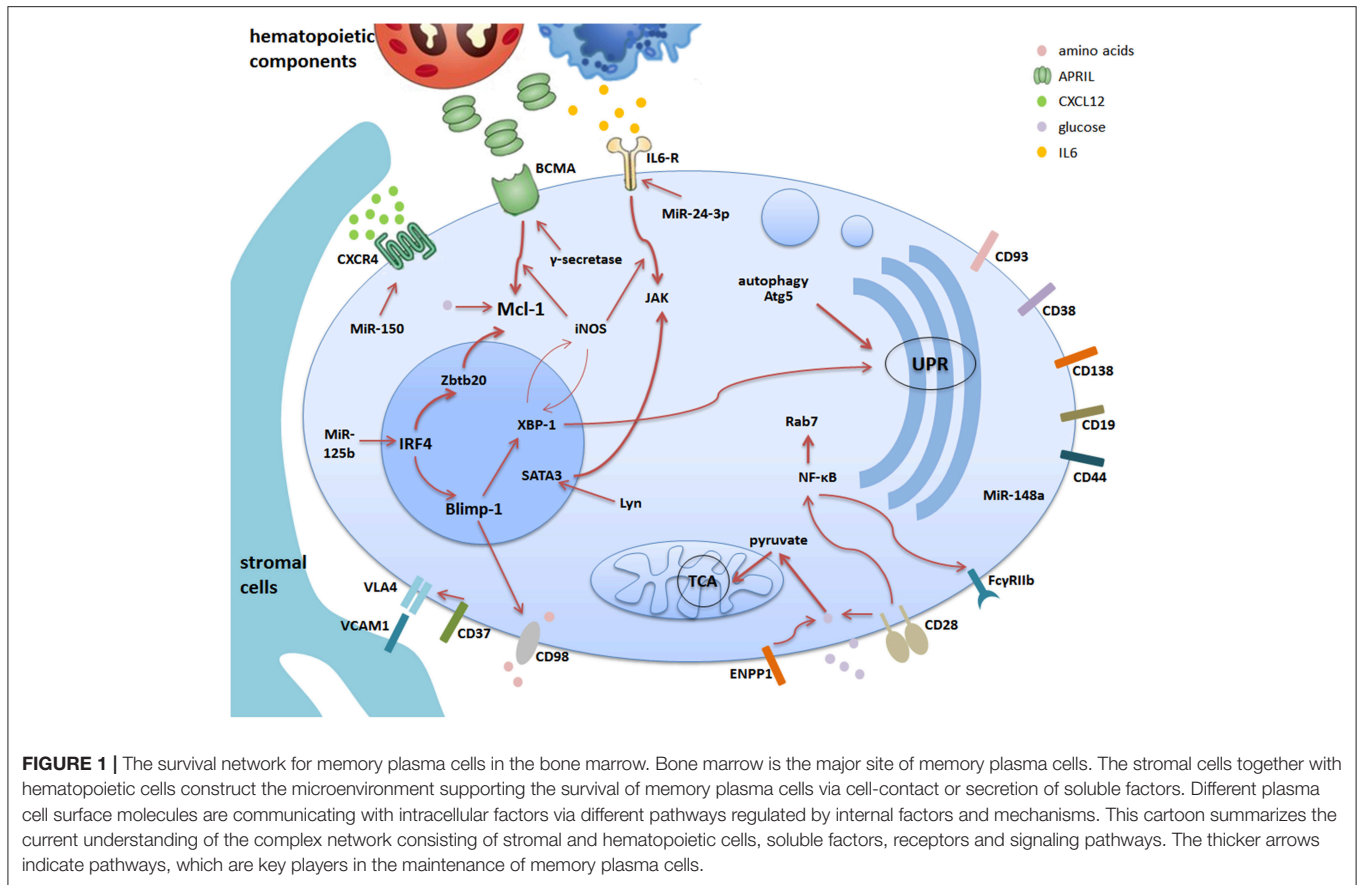 hematopoietic
components
amino acids
APRIL
CXCL12
glucose
IL6
BCMA
IL6-R
MiR-24-3p
CXCR4
γ-secretase
CD93
MiR-150
Mcl-1
JAK
iNOS
autophagy
Atg5
CD38
UPR
CD138
Zbtb20
XBP-1
Rab7
CD19
MiR-
125b
IRF4
SATA3
NF-κB
CD44
Blimp-1
Lyn
MiR-148a
pyruvate
stromal
cells
TCA
FcγRIIb
VLA4
VCAM1
CD37
CD98
CD28
ENPP1
FIGURE 1 | The survival network for memory plasma cells in the bone marrow. Bone marrow is the major site of memory plasma cells. The stromal cells together with
hematopoietic cells construct the microenvironment supporting the survival of memory plasma cells via cell-contact or secretion of soluble factors. Different plasma
cell surface molecules are communicating with intracellular factors via different pathways regulated by internal factors and mechanisms. This cartoon summarizes the
current understanding of the complex network consisting of stromal and hematopoietic cells, soluble factors, receptors and signaling pathways. The thicker arrows
indicate pathways, which are key players in the maintenance of memory plasma cells.